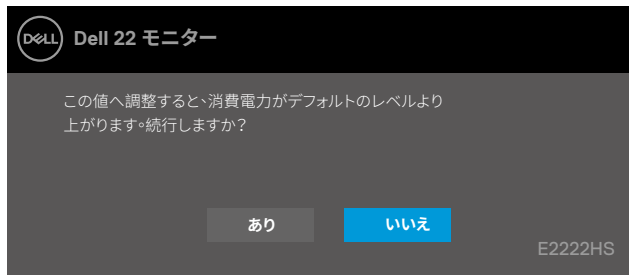 DELL
Dell 22 モニター
この値へ調整すると、消費電力がデフォルトのレベルより
上がります。続行しますか？
あり
いいえ
E2222HS